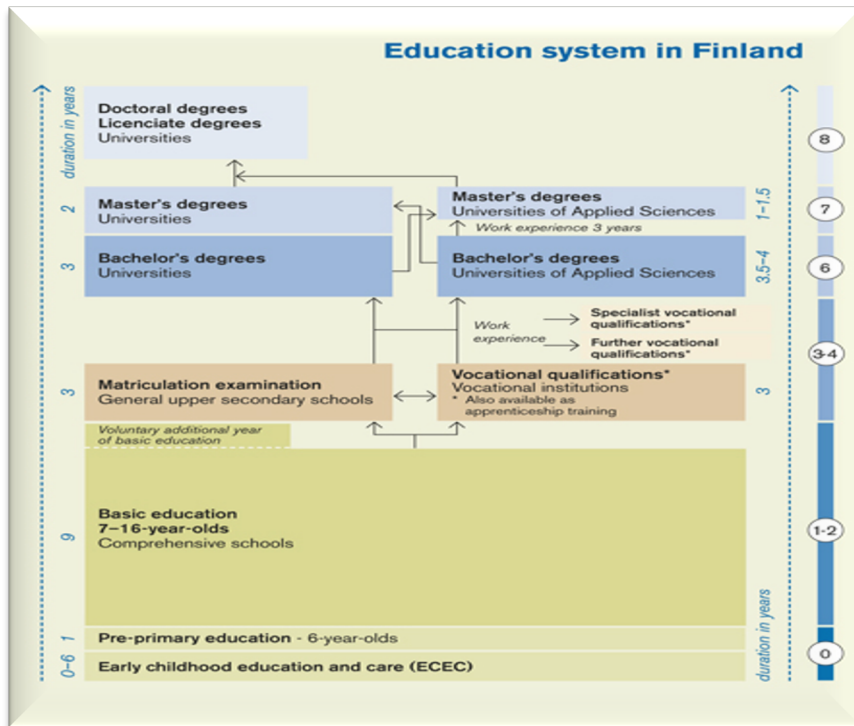 Education system in Finland
duration in years
Doctoral degrees
Licenciate degrees
Universities
8
2
Master's degrees
Universities
Master's degrees
Universities of Applied Sciences
1–1.5
7
Work experience 3 years
3
Bachelor's degrees
Universities
Bachelor's degrees
Universities of Applied Sciences
3.5–4
6
Work
experience
Specialist vocational
qualifications*
Further vocational
qualifications*
3-4
3
Matriculation examination
General upper secondary schools
Vocational qualifications*
Vocational institutions
* Also available as
apprenticeship training
3
Voluntary additional year
of basic education
9
Basic education
7–16-year-olds
Comprehensive schools
1-2
1
Pre-primary education - 6-year-olds
0–6
Early childhood education and care (ECEC)
duration in years
0